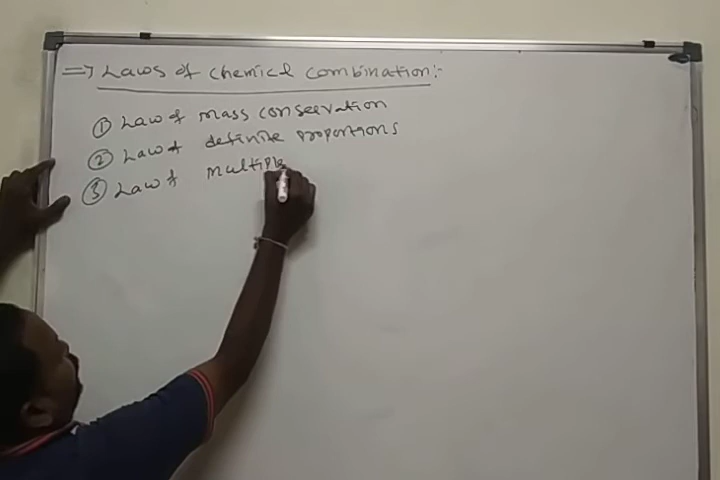 => Laws of chemical combination:-
① Law of mass conservation
② Law of definite proportions
③ Law of multiple